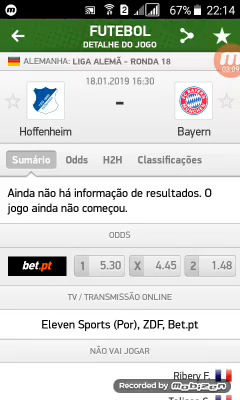 67% 22:14
FUTEBOL
DETALHE DO JOGO
03:09
ALEMANHA: LIGA ALEMÃ - RONDA 18
18.01.2019 16:30
-
Hoffenheim Bayern
Sumário Odds H2H Classificações
Ainda não há informação de resultados. O
jogo ainda não começou.
ODDS
bet.pt 1 5.30 X 4.45 2 1.48
TV / TRANSMISSÃO ONLINE
Eleven Sports (Por), ZDF, Bet.pt
NÃO VAI JOGAR
Ribery F.
Recorded by Mobizen